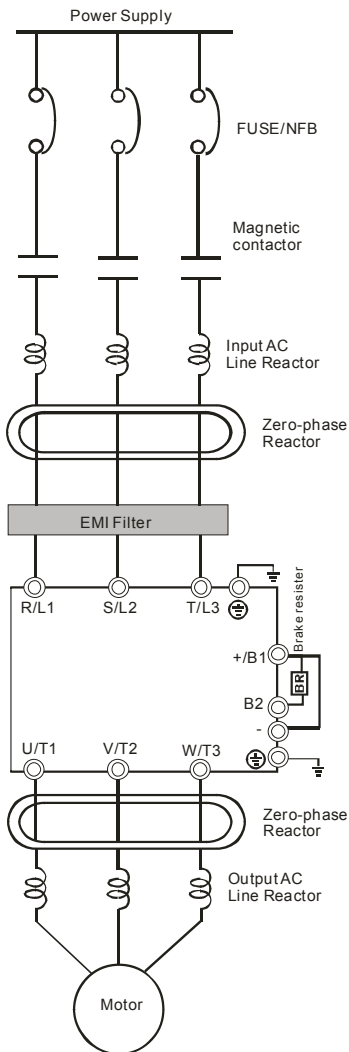 Power Supply
FUSE/NFB
Magnetic
contactor
Input AC
Line Reactor
Zero-phase
Reactor
EMI Filter
R/L1
S/L2
T/L3
Brake resister
+/B1
BR
B2
-
U/T1
V/T2
W/T3
Zero-phase
Reactor
Output AC
Line Reactor
Motor